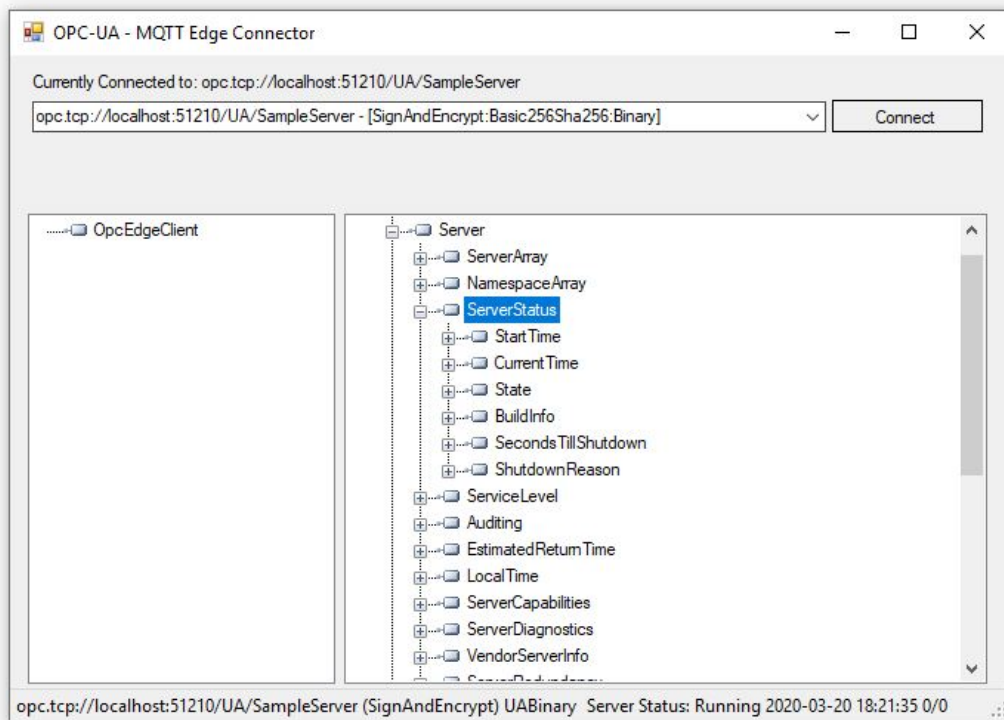 OPC-UA - MQTT Edge Connector
Currently Connected to: opc.tcp://localhost:51210/UA/SampleServer
opc.tcp://localhost:51210/UA/SampleServer - [SignAndEncrypt:Basic256Sha256:Binary]
Connect
OpcEdgeClient
Server
ServerArray
NamespaceArray
ServerStatus
StartTime
CurrentTime
State
BuildInfo
SecondsTillShutdown
ShutdownReason
ServiceLevel
Auditing
EstimatedReturnTime
LocalTime
ServerCapabilities
ServerDiagnostics
VendorServerInfo
ServerRedundancy
opc.tcp://localhost:51210/UA/SampleServer (SignAndEncrypt) UABinary Server Status: Running 2020-03-20 18:21:35 0/0